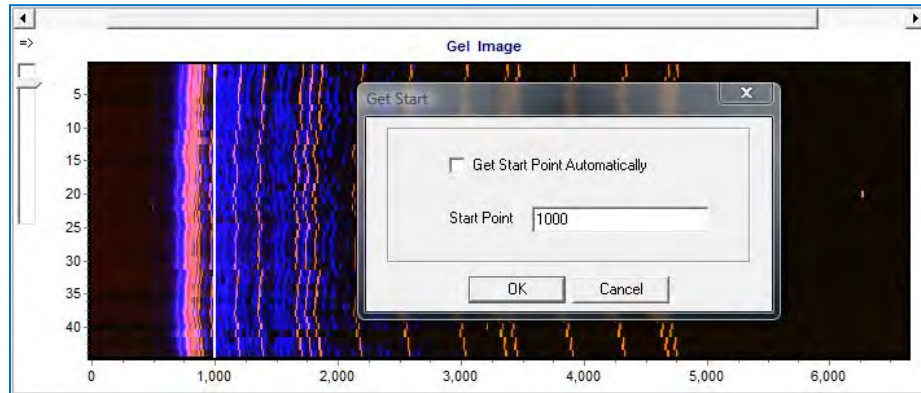 =>
Gel Image
Get Start
X
5
10
15
20
25
30
35
40
Get Start Point Automatically
Start Point 1000
OK Cancel
0 1,000 2,000 3,000 4,000 5,000 6,000